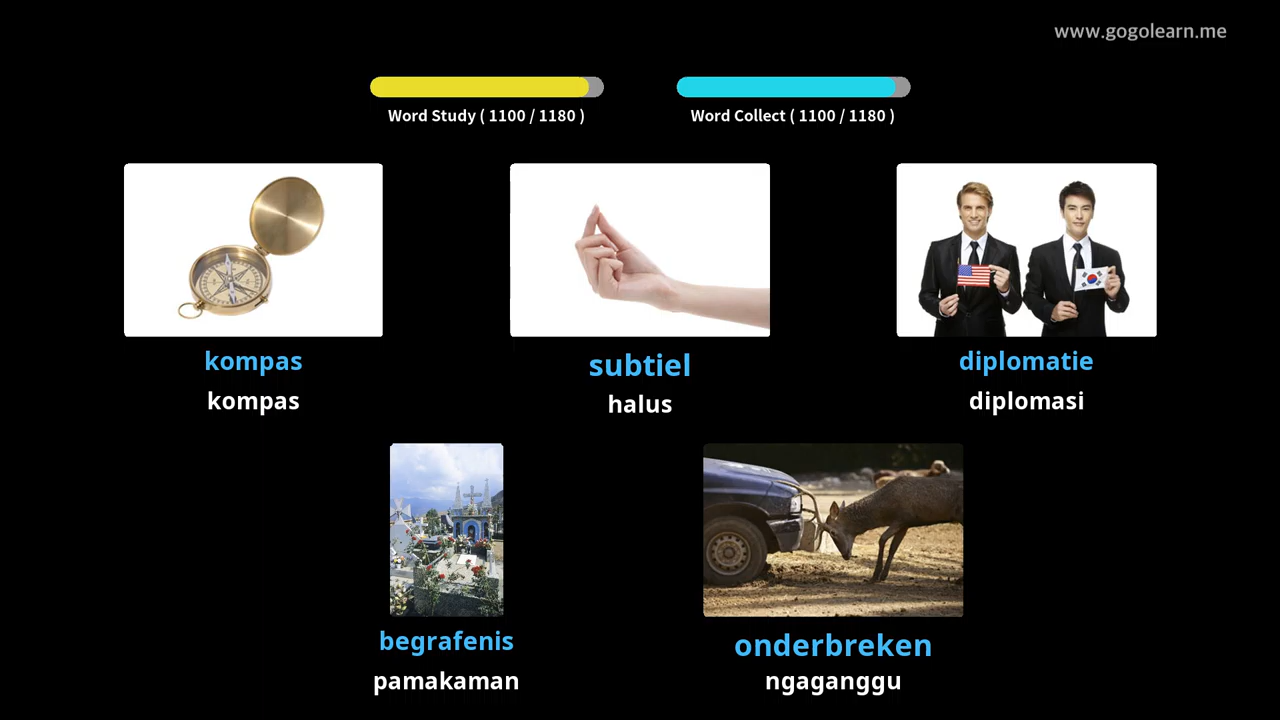 www.gogolearn.me
Word Study ( 1100 / 1180 )
Word Collect ( 1100 / 1180 )
kompas
kompas
subtiel
halus
diplomatie
diplomasi
begrafenis
pamakaman
onderbreken
ngaganggu